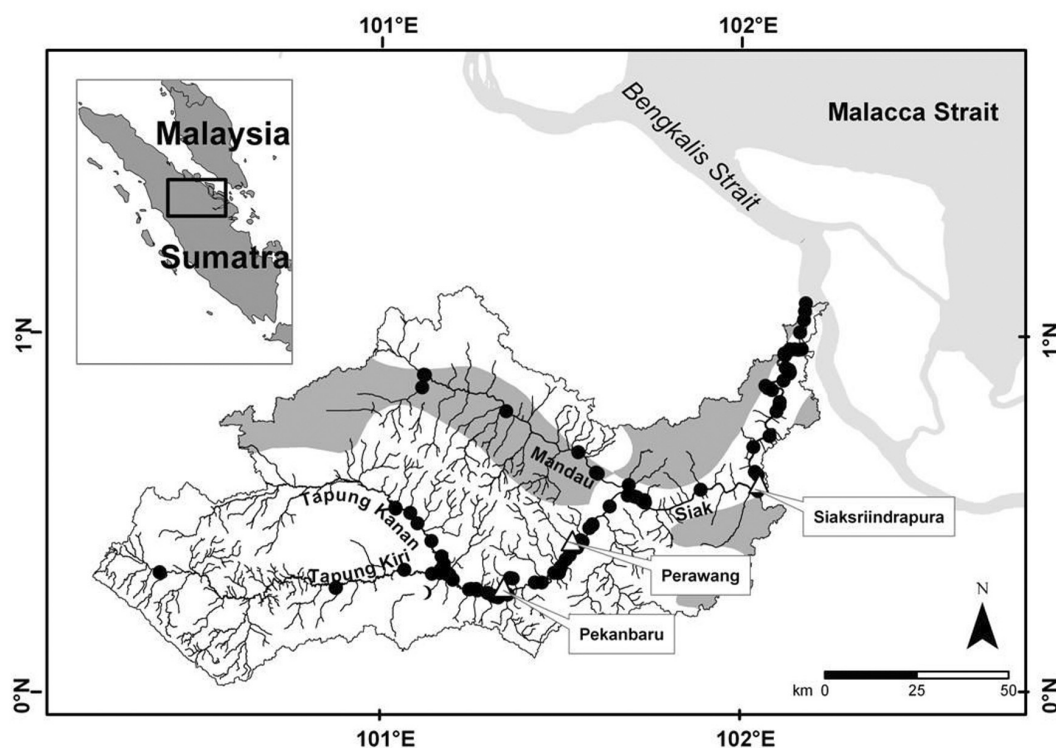 101°E 102°E
Malaysia
Sumatra
Bengkalis Strait
Malacca Strait
1°N
1°N
Mandau
Tapung Kanan
Siak
Siaksriindrapura
Tapung Kiri
Perawang
Pekanbaru
N
km 0 25 50
0°N
0°N
101°E 102°E